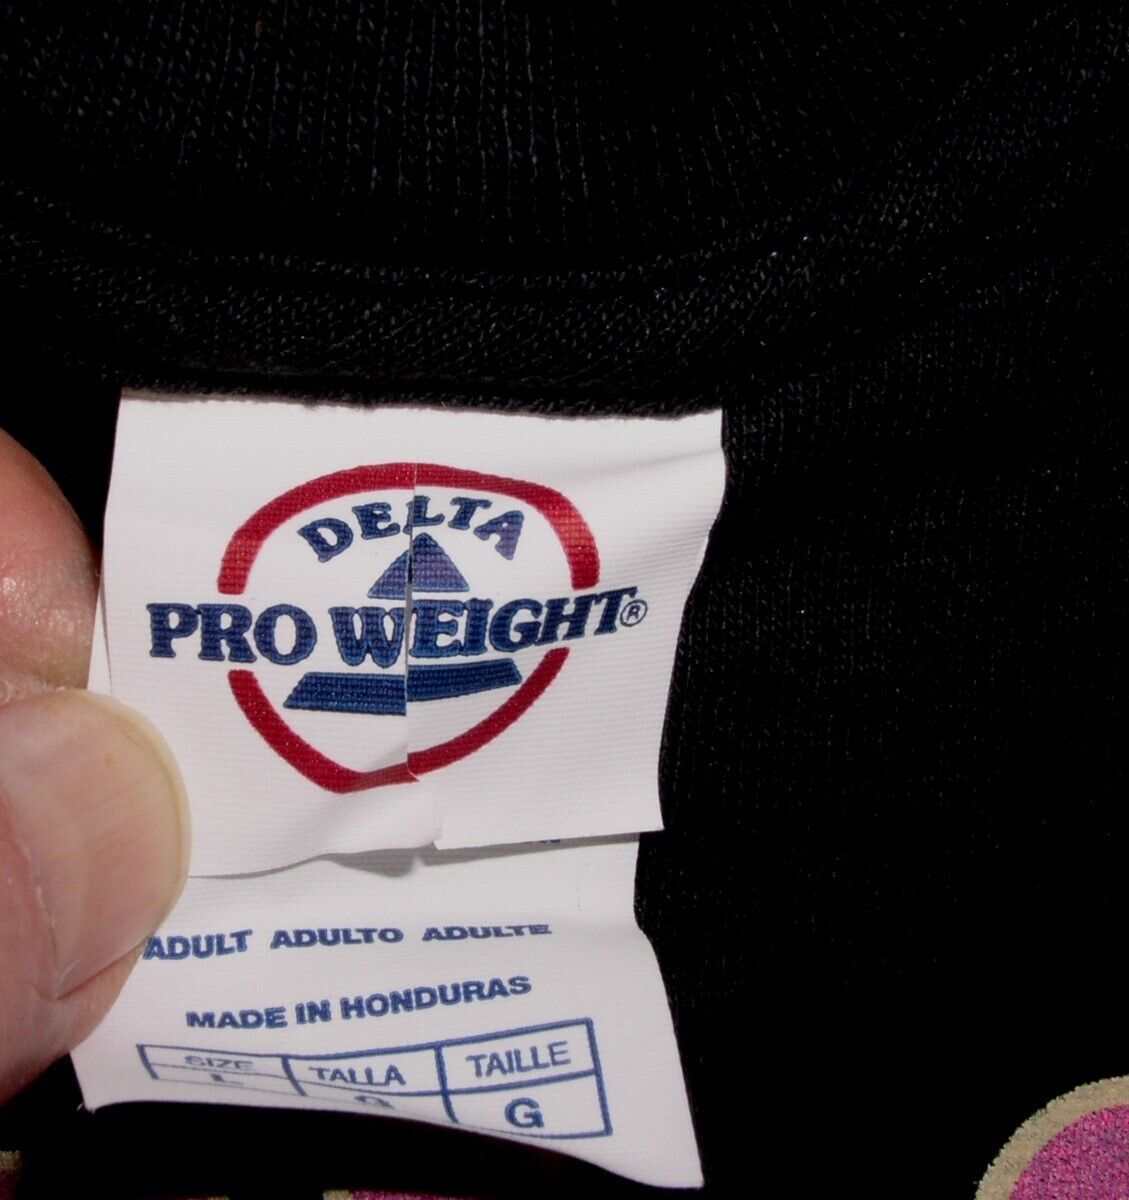 DELTA
PRO WEIGHT®
ADULT ADULTO ADULTE
MADE IN HONDURAS
SIZE TALLA TAILLE
L G G